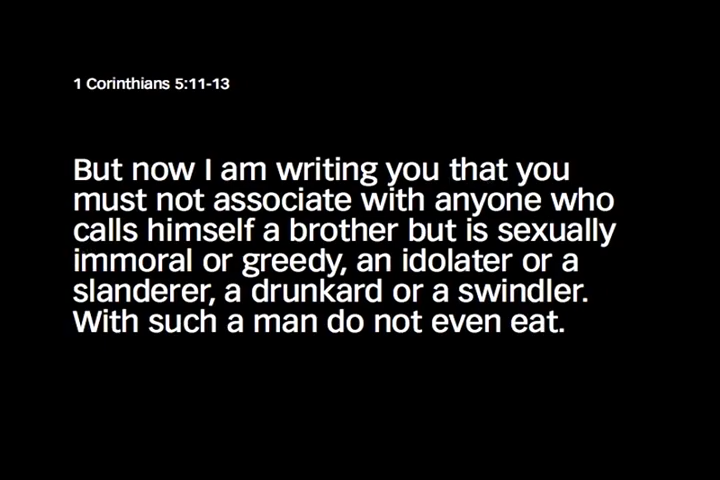 1 Corinthians 5:11-13
But now I am writing you that you
must not associate with anyone who
calls himself a brother but is sexually
immoral or greedy, an idolater or a
slanderer, a drunkard or a swindler.
With such a man do not even eat.